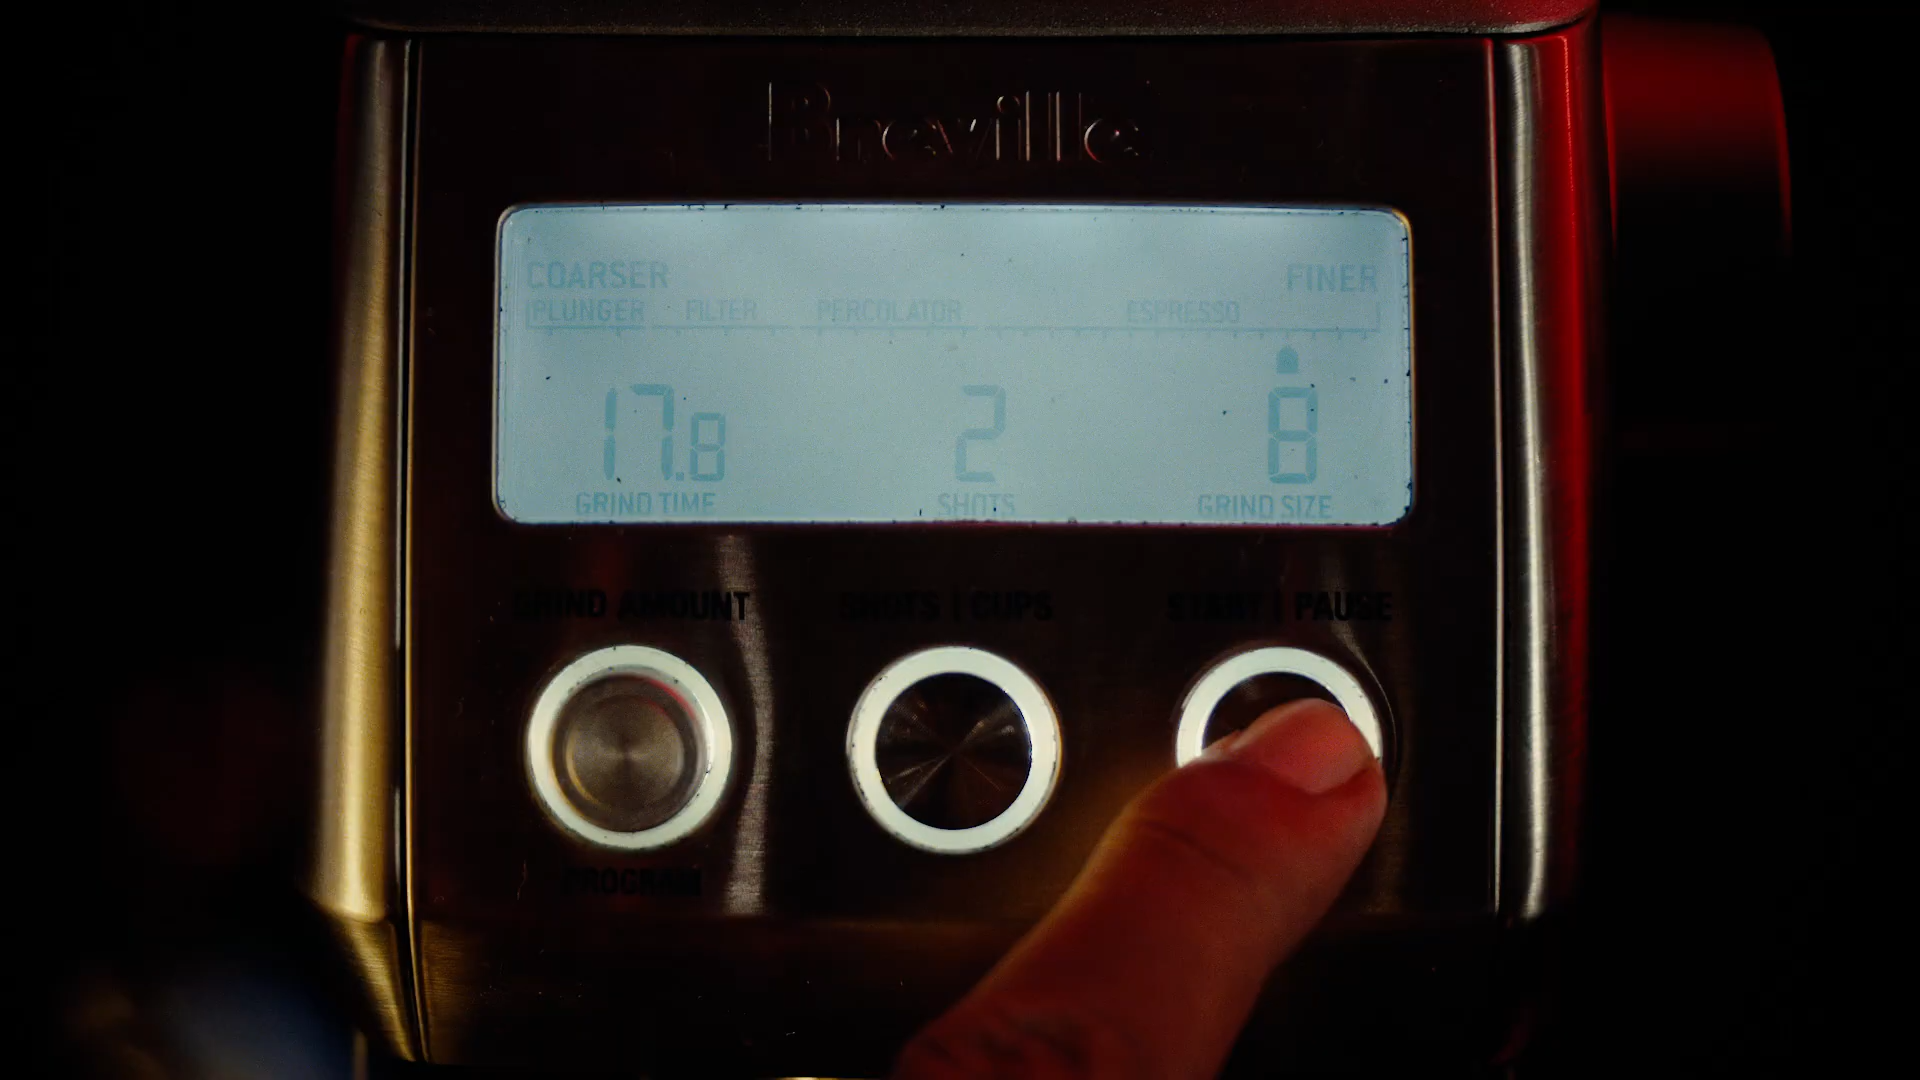 Breville
COARSER FINER
PLUNGER FILTER PERCOLATOR ESPRESSO
17.8 2 8
GRIND TIME SHOTS GRIND SIZE
GRIND AMOUNT SHOTS | CUPS START | PAUSE
PROGRAM